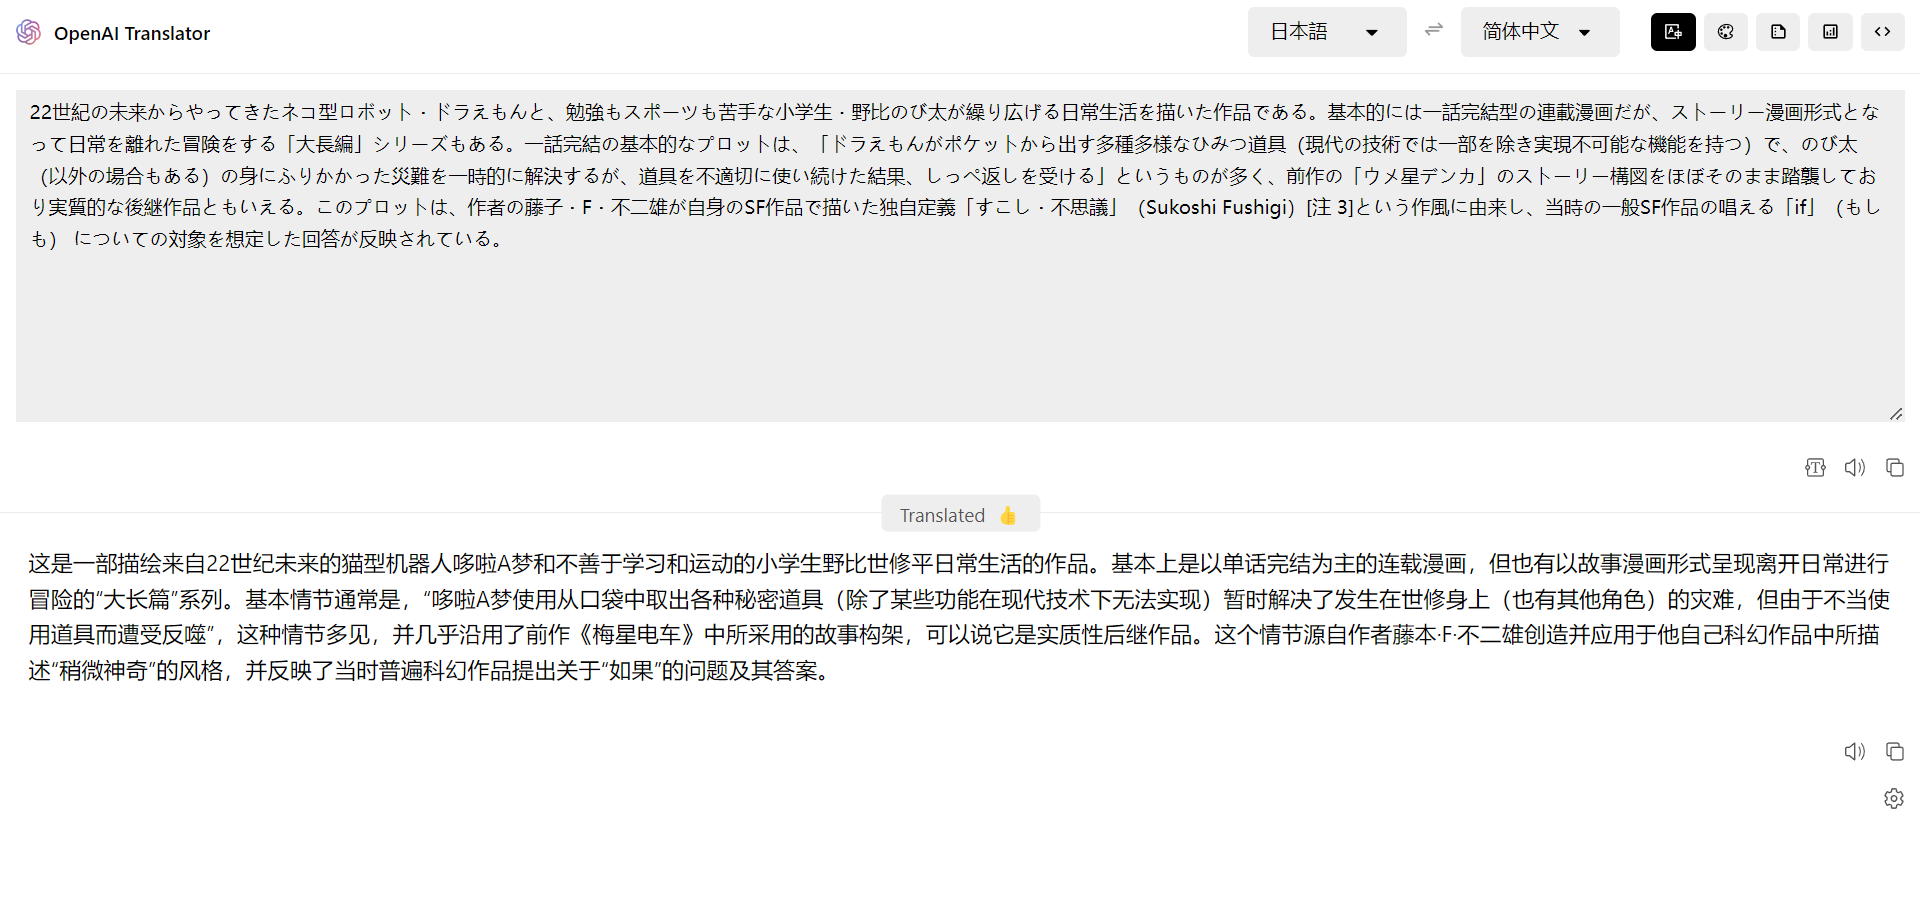 OpenAI Translator
日本語
简体中文
22世紀の未来からやってきたネコ型ロボット・ドラえもんと、勉強もスポーツも苦手な小学生・野比のび太が繰り広げる日常生活を描いた作品である。基本的には一話完結型の連載漫画だが、ストーリー漫画形式とな
って日常を離れた冒険をする「大長編」シリーズもある。一話完結の基本的なプロットは、「ドラえもんがポケットから出す多種多様なひみつ道具（現代の技術では一部を除き実現不可能な機能を持つ）で、のび太
（以外の場合もある）の身にふりかかった災難を一時的に解決するが、道具を不適切に使い続けた結果、しっぺ返しを受ける」というものが多く、前作の「ウメ星デンカ」のストーリー構図をほぼそのまま踏襲してお
り実質的な後継作品ともいえる。このプロットは、作者の藤子・F・不二雄が自身のSF作品で描いた独自定義「すこし・不思議」（Sukoshi Fushigi）[注 3]という作風に由来し、当時の一般SF作品の唱える「if」（もし
も） についての対象を想定した回答が反映されている。
Translated 👍
这是一部描绘来自22世纪未来的猫型机器人哆啦A梦和不善于学习和运动的小学生野比世修平日常生活的作品。基本上是以单话完结为主的连载漫画，但也有以故事漫画形式呈现离开日常进行
冒险的“大长篇”系列。基本情节通常是，“哆啦A梦使用从口袋中取出各种秘密道具（除了某些功能在现代技术下无法实现）暂时解决了发生在世修身上（也有其他角色）的灾难，但由于不当使
用道具而遭受反噬”，这种情节多见，并几乎沿用了前作《梅星电车》中所采用的故事构架，可以说它是实质性后继作品。这个情节源自作者藤本·F·不二雄创造并应用于他自己科幻作品中所描
述“稍微神奇”的风格，并反映了当时普遍科幻作品提出关于“如果”的问题及其答案。